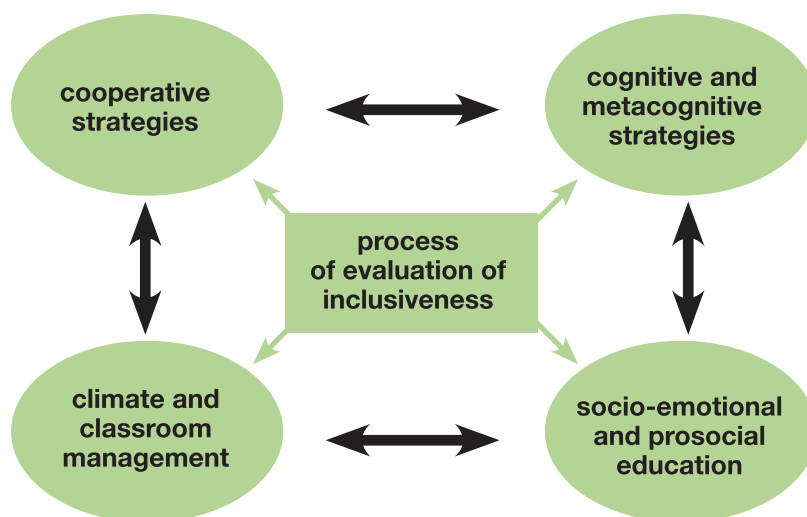 cooperative
strategies
cognitive and
metacognitive
strategies
process
of evaluation of
inclusiveness
climate and
classroom
management
socio-emotional
and prosocial
education